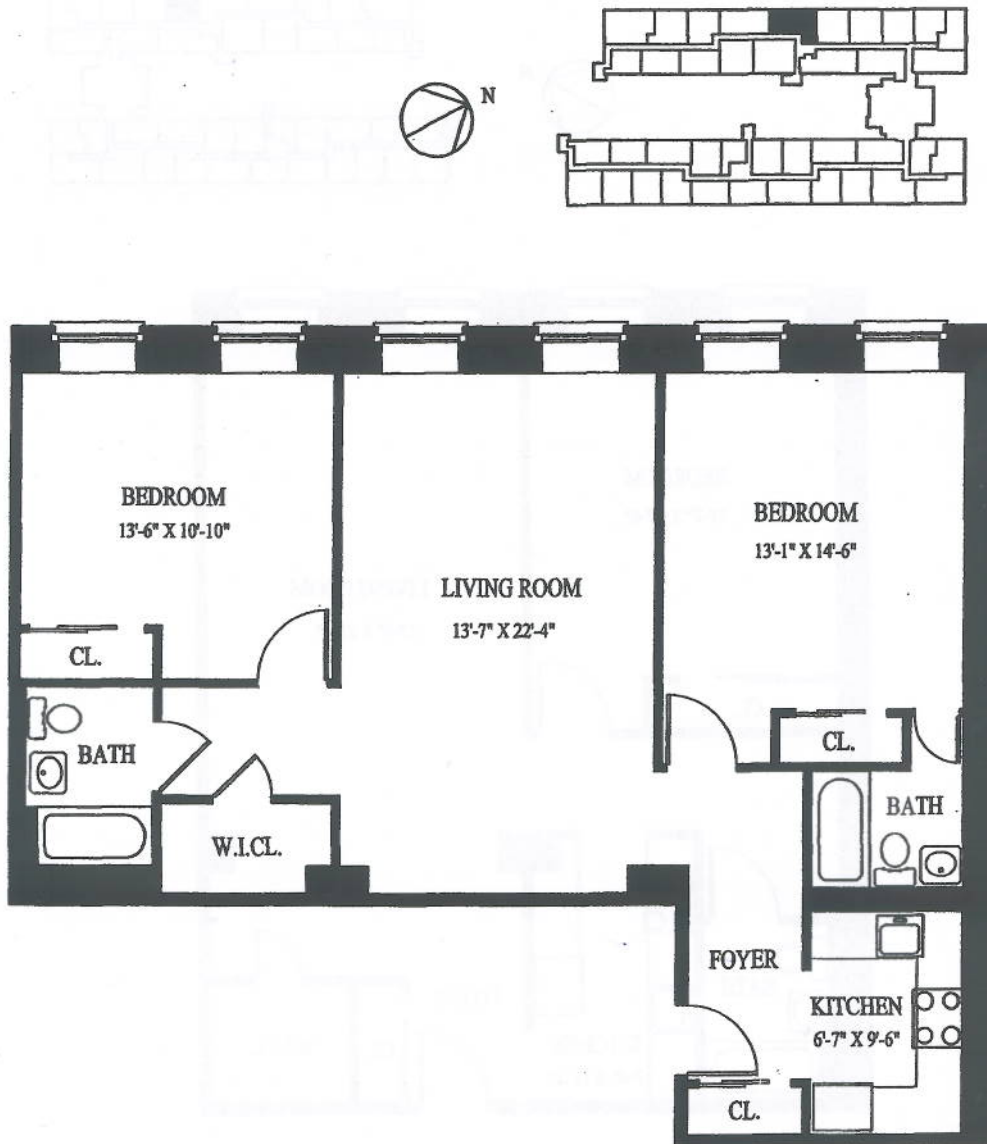 N
BEDROOM
13'-6" X 10'-10"
BEDROOM
13'-1" X 14'-6"
LIVING ROOM
13'-7" X 22'-4"
CL.
CL.
BATH
BATH
W.I.CL.
FOYER
KITCHEN
6'-7" X 9'-6"
CL.